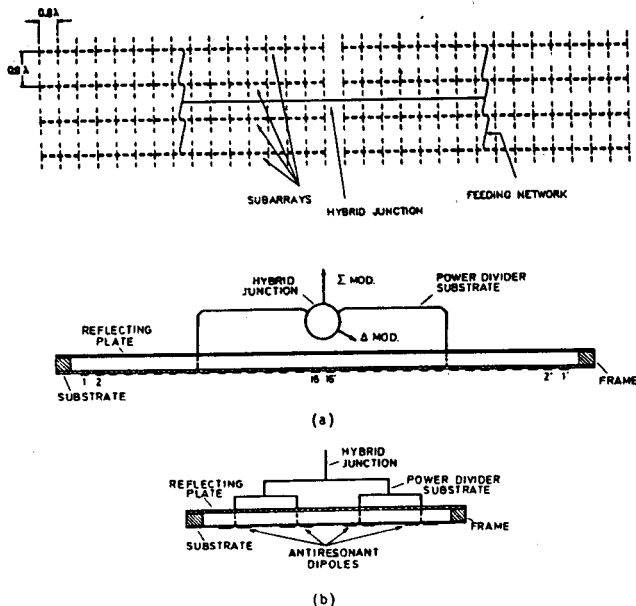 0.8λ
0.8λ
SUBARRAYS
HYBRID JUNCTION
FEEDING NETWORK
HYBRID
JUNCTION
Σ MOD.
POWER DIVIDER
SUBSTRATE
REFLECTING
PLATE
Δ MOD.
1 2
16 16'
2' 1'
SUBSTRATE
FRAME
(a)
HYBRID
JUNCTION
POWER DIVIDER
SUBSTRATE
REFLECTING
PLATE
SUBSTRATE
FRAME
ANTIRESONANT
DIPOLES
(b)